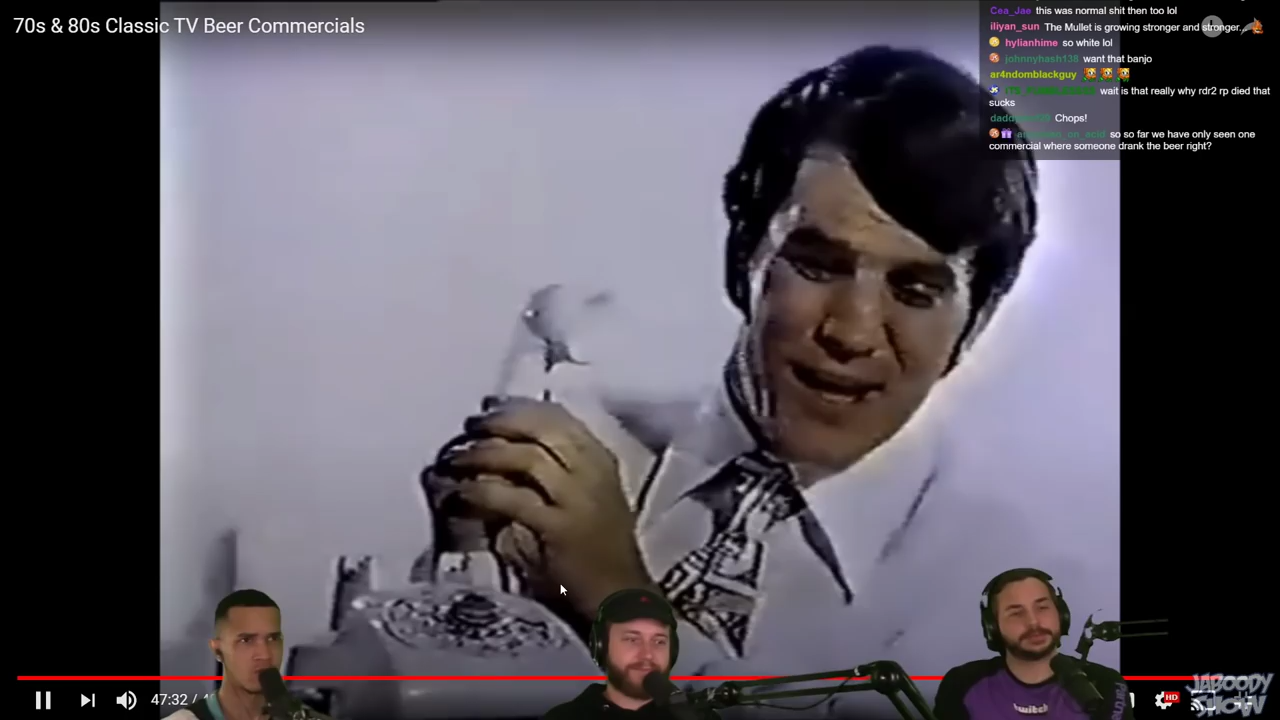 70s & 80s Classic TV Beer Commercials
Cea_Jae this was normal shit then too lol
iliyan_sun The Mullet is growing stronger and stronger..
hylianhime so white lol
johnnyhash138 want that banjo
ar4ndomblackguy
wait is that really why rdr2 rp died that
sucks
Chops!
so so far we have only seen one
commercial where someone drank the beer right?
twitch
47:32 /
HD
JABOODY
SHOW